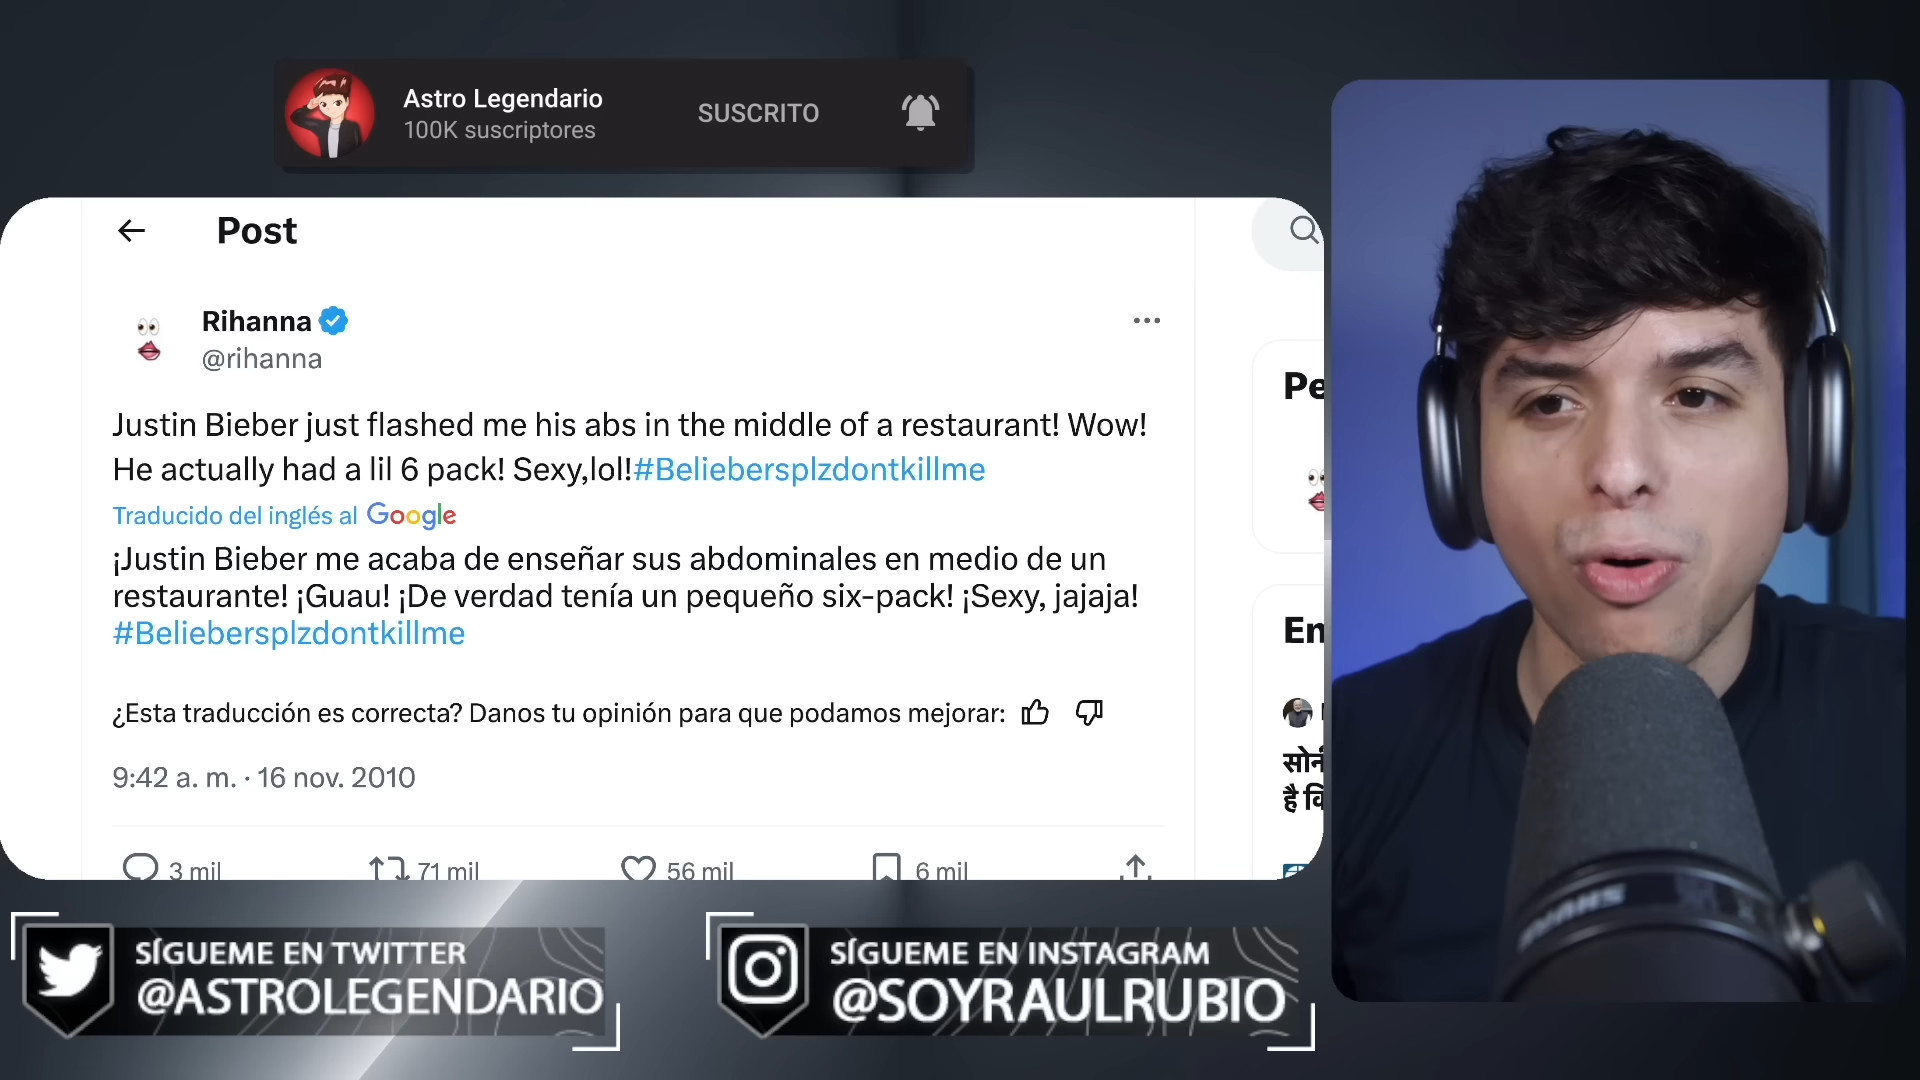 Astro Legendario
100K suscriptores
SUSCRITO
Post
Rihanna
@rihanna
Justin Bieber just flashed me his abs in the middle of a restaurant! Wow!
He actually had a lil 6 pack! Sexy,lol!#Beliebersplzdontkillme
Traducido del inglés al Google
¡Justin Bieber me acaba de enseñar sus abdominales en medio de un
restaurante! ¡Guau! ¡De verdad tenía un pequeño six-pack! ¡Sexy, jajaja!
#Beliebersplzdontkillme
¿Esta traducción es correcta? Danos tu opinión para que podamos mejorar:
9:42 a. m. · 16 nov. 2010
3 mil
71 mil
56 mil
6 mil
Pe
En
है
SÍGUEME EN TWITTER
@ASTROLEGENDARIO
SÍGUEME EN INSTAGRAM
@SOYRAULRUBIO